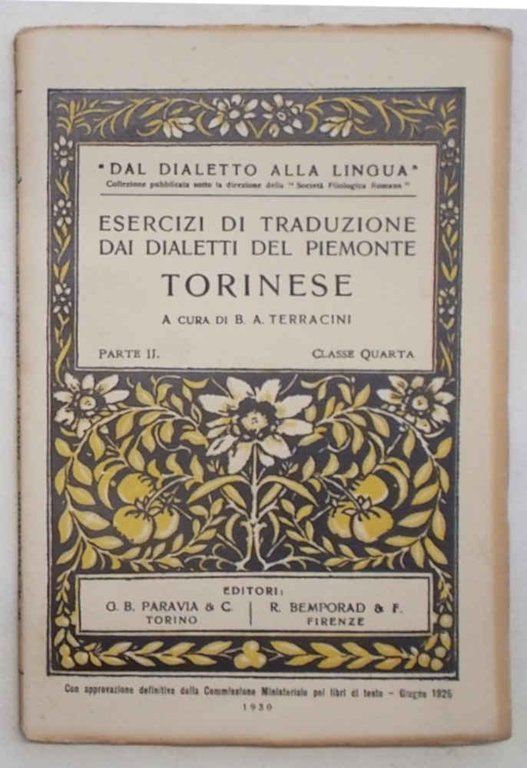 "DAL DIALETTO ALLA LINGUA"
Collezione pubblicata sotto la direzione della "Società Filologica Romana"
ESERCIZI DI TRADUZIONE
DAI DIALETTI DEL PIEMONTE
TORINESE
A CURA DI B. A. TERRACINI
PARTE II. CLASSE QUARTA
EDITORI:
G. B. PARAVIA & C. R. BEMPORAD & F.
TORINO FIRENZE
Con approvazione definitiva della Commissione Ministeriale pei libri di testo - Giugno 1926
1930